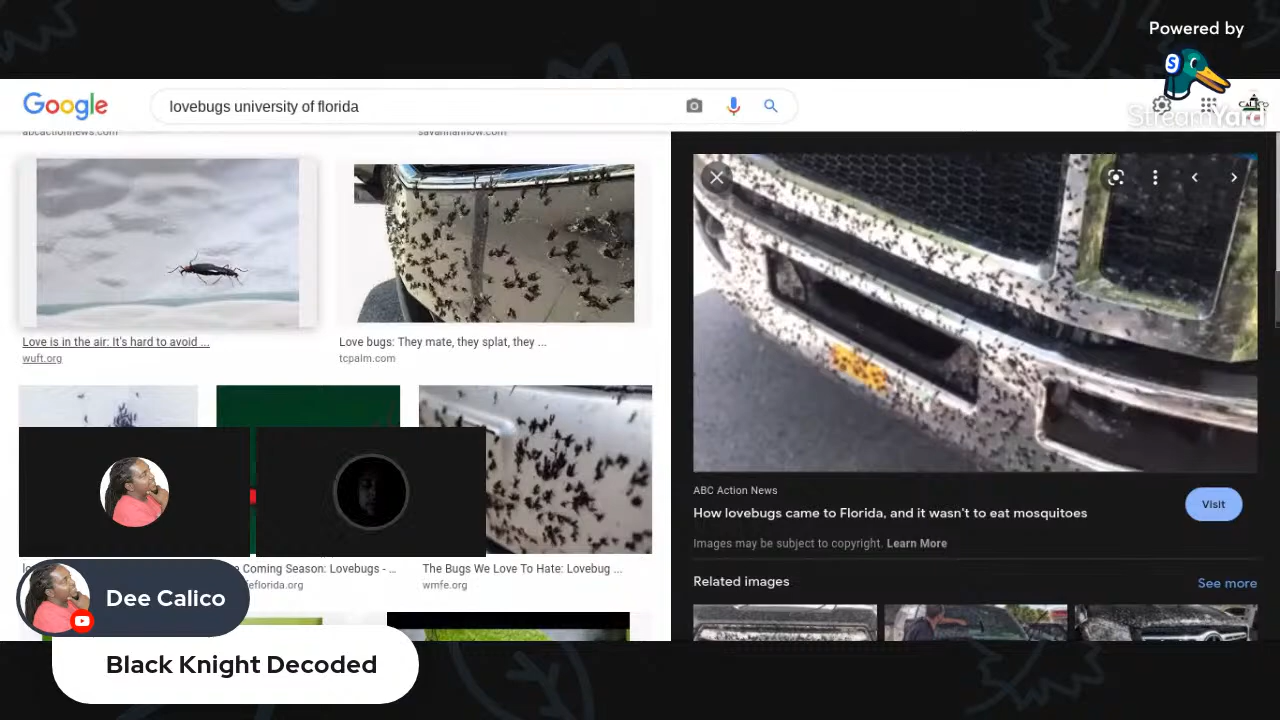 Powered by
StreamYard
Google
lovebugs university of florida
abcactionnews.com
savannahnow.com
Love is in the air: It's hard to avoid ...
wuft.org
Love bugs: They mate, they splat, they ...
tcpalm.com
ABC Action News
How lovebugs came to Florida, and it wasn't to eat mosquitoes
Visit
Images may be subject to copyright. Learn More
Related images
See more
Coming Season: Lovebugs - ...
The Bugs We Love To Hate: Lovebug ...
wmfe.org
Dee Calico
Black Knight Decoded